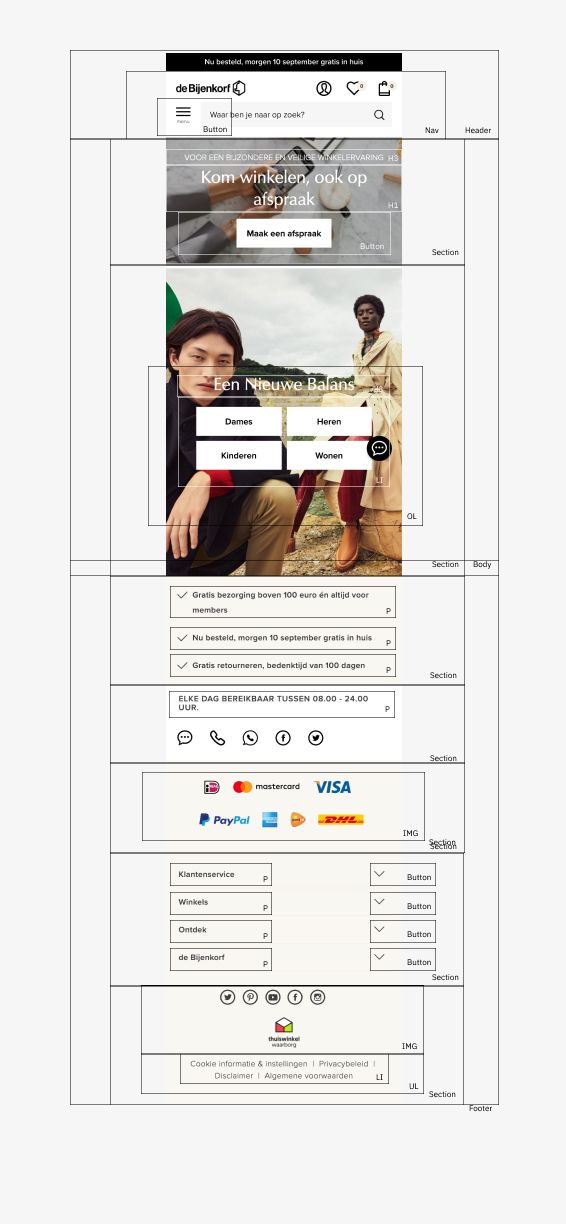 Nu besteld, morgen 10 september gratis in huis
de Bijenkorf
0
0
menu
Waar ben je naar op zoek?
Button
Nav
Header
VOOR EEN BIJZONDERE EN VEILIGE WINKELERVARING
H3
Kom winkelen, ook op
afspraak
H1
Maak een afspraak
Button
Section
Een Nieuwe Balans
Dames
Heren
Kinderen
Wonen
LI
OL
Section
Body
Gratis bezorging boven 100 euro én altijd voor
members
P
Nu besteld, morgen 10 september gratis in huis
P
Gratis retourneren, bedenktijd van 100 dagen
P
Section
ELKE DAG BEREIKBAAR TUSSEN 08.00 - 24.00
UUR.
P
Section
mastercard
VISA
PayPal
DHL
IMG
Section
Section
Klantenservice
P
Button
Winkels
P
Button
Ontdek
P
Button
de Bijenkorf
P
Button
Section
thuiswinkel
waarborg
IMG
Cookie informatie & instellingen | Privacybeleid |
Disclaimer | Algemene voorwaarden
LI
UL
Section
Footer